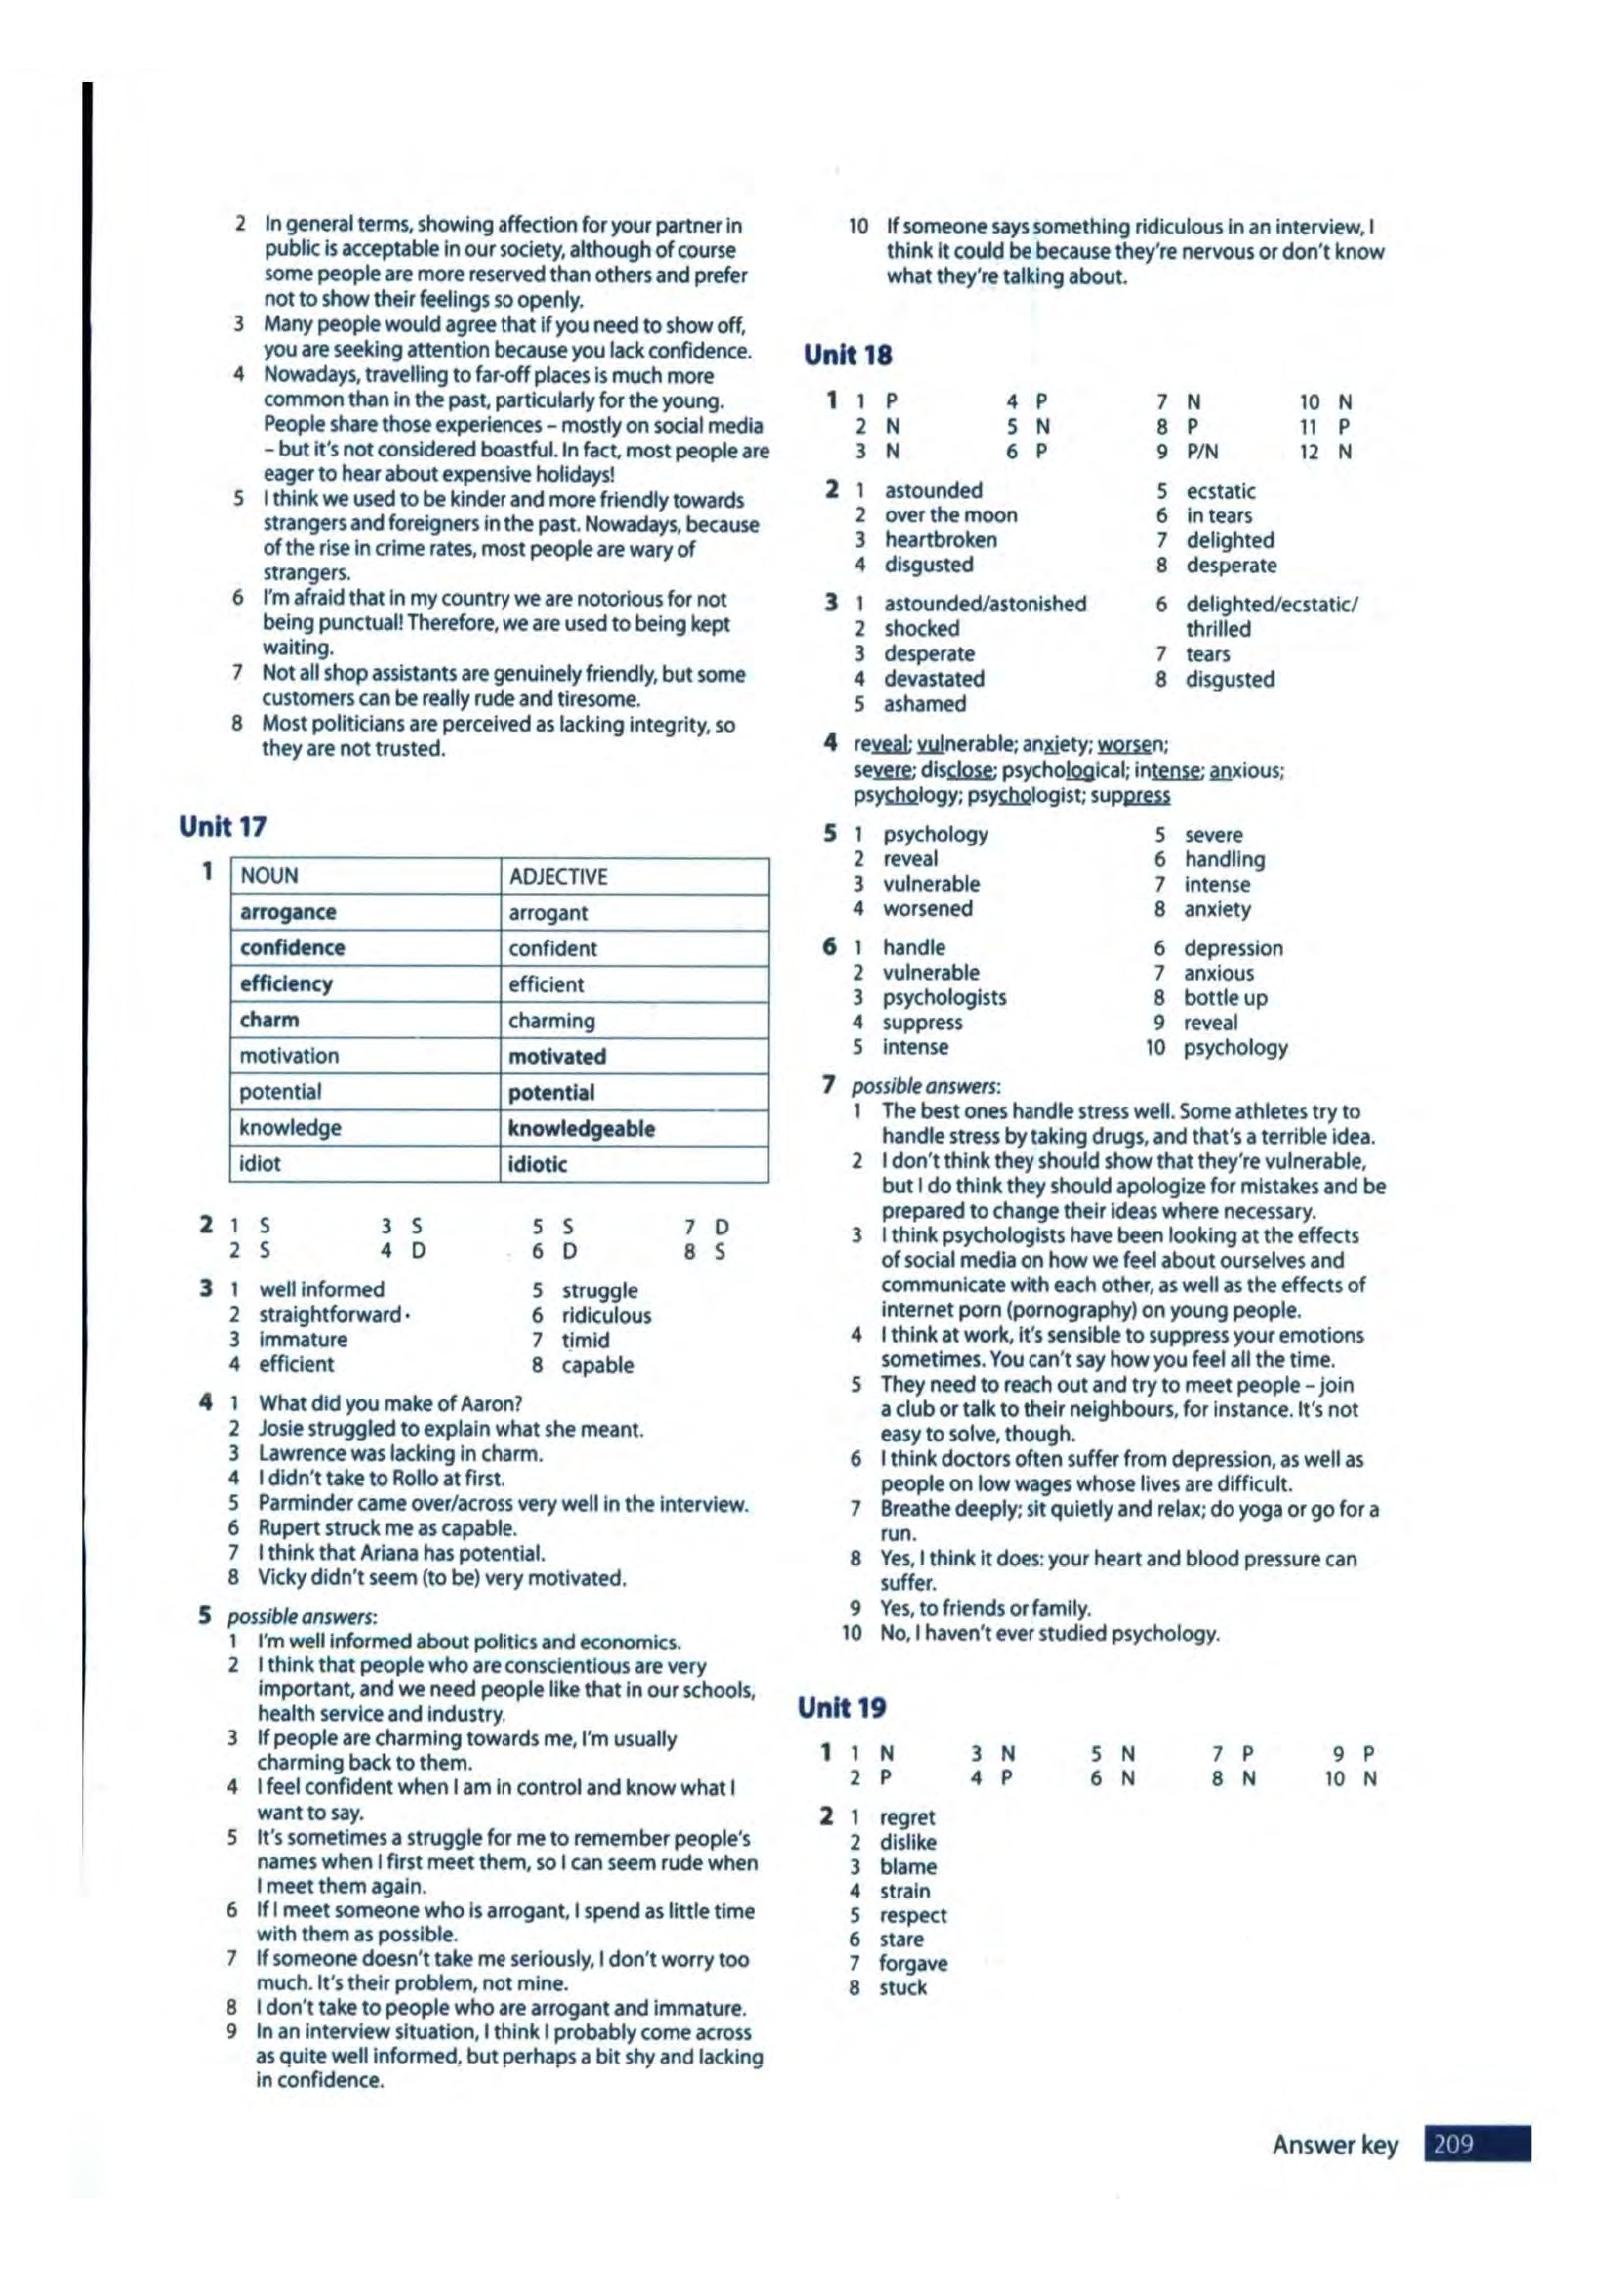 2 In general terms, showing affection for your partner in
public is acceptable in our society, although of course
some people are more reserved than others and prefer
not to show their feelings so openly.
3 Many people would agree that if you need to show off,
you are seeking attention because you lack confidence.
4 Nowadays, travelling to far-off places is much more
common than in the past, particularly for the young.
People share those experiences – mostly on social media
– but it's not considered boastful. In fact, most people are
eager to hear about expensive holidays!
5 I think we used to be kinder and more friendly towards
strangers and foreigners in the past. Nowadays, because
of the rise in crime rates, most people are wary of
strangers.
6 I'm afraid that in my country we are notorious for not
being punctual! Therefore, we are used to being kept
waiting.
7 Not all shop assistants are genuinely friendly, but some
customers can be really rude and tiresome.
8 Most politicians are perceived as lacking integrity, so
they are not trusted.
Unit 17
1 NOUN ADJECTIVE
arrogance arrogant
confidence confident
efficiency efficient
charm charming
motivation motivated
potential potential
knowledge knowledgeable
idiot idiotic
2 1 S 3 S 5 S 7 D
2 S 4 D 6 D 8 S
3 1 well informed 5 struggle
2 straightforward 6 ridiculous
3 immature 7 timid
4 efficient 8 capable
4 1 What did you make of Aaron?
2 Josie struggled to explain what she meant.
3 Lawrence was lacking in charm.
4 I didn't take to Rollo at first.
5 Parminder came over/across very well in the interview.
6 Rupert struck me as capable.
7 I think that Ariana has potential.
8 Vicky didn't seem (to be) very motivated.
5 possible answers:
1 I'm well informed about politics and economics.
2 I think that people who are conscientious are very
important, and we need people like that in our schools,
health service and industry.
3 If people are charming towards me, I'm usually
charming back to them.
4 I feel confident when I am in control and know what I
want to say.
5 It's sometimes a struggle for me to remember people's
names when I first meet them, so I can seem rude when
I meet them again.
6 If I meet someone who is arrogant, I spend as little time
with them as possible.
7 If someone doesn't take me seriously, I don't worry too
much. It's their problem, not mine.
8 I don't take to people who are arrogant and immature.
9 In an interview situation, I think I probably come across
as quite well informed, but perhaps a bit shy and lacking
in confidence.
10 If someone says something ridiculous in an interview, I
think it could be because they're nervous or don't know
what they're talking about.
Unit 18
1 1 P 4 P 7 N 10 N
2 N 5 N 8 P 11 P
3 N 6 P 9 P/N 12 N
2 1 astounded 5 ecstatic
2 over the moon 6 in tears
3 heartbroken 7 delighted
4 disgusted 8 desperate
3 1 astounded/astonished 6 delighted/ecstatic/
2 shocked thrilled
3 desperate 7 tears
4 devastated 8 disgusted
5 ashamed
4 reveal; vulnerable; anxiety; worsen;
severe; disclose; psychological; intense; anxious;
psychology; psychologist; suppress
5 1 psychology 5 severe
2 reveal 6 handling
3 vulnerable 7 intense
4 worsened 8 anxiety
6 1 handle 6 depression
2 vulnerable 7 anxious
3 psychologists 8 bottle up
4 suppress 9 reveal
5 intense 10 psychology
7 possible answers:
1 The best ones handle stress well. Some athletes try to
handle stress by taking drugs, and that's a terrible idea.
2 I don't think they should show that they're vulnerable,
but I do think they should apologize for mistakes and be
prepared to change their ideas where necessary.
3 I think psychologists have been looking at the effects
of social media on how we feel about ourselves and
communicate with each other, as well as the effects of
internet porn (pornography) on young people.
4 I think at work, it's sensible to suppress your emotions
sometimes. You can't say how you feel all the time.
5 They need to reach out and try to meet people – join
a club or talk to their neighbours, for instance. It's not
easy to solve, though.
6 I think doctors often suffer from depression, as well as
people on low wages whose lives are difficult.
7 Breathe deeply; sit quietly and relax; do yoga or go for a
run.
8 Yes, I think it does: your heart and blood pressure can
suffer.
9 Yes, to friends or family.
10 No, I haven't ever studied psychology.
Unit 19
1 1 N 3 N 5 N 7 P 9 P
2 P 4 P 6 N 8 N 10 N
2 1 regret
2 dislike
3 blame
4 strain
5 respect
6 stare
7 forgave
8 stuck
Answer key 209